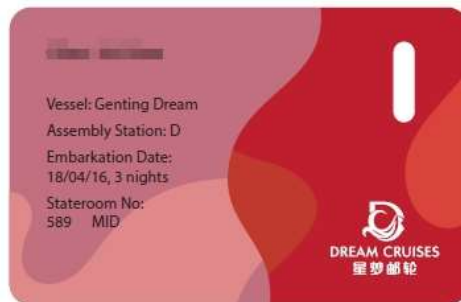 Vessel: Genting Dream
Assembly Station: D
Embarkation Date:
18/04/16, 3 nights
Stateroom No:
589 MID
DREAM CRUISES
星梦邮轮